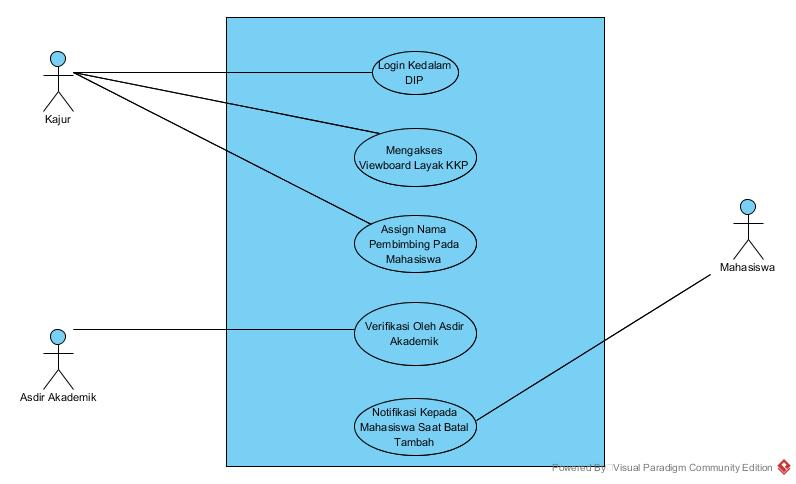 Kajur
Login Kedalam
DIP
Mengakses
Viewboard Layak KKP
Assign Nama
Pembimbing Pada
Mahasiswa
Mahasiswa
Verifikasi Oleh Asdir
Akademik
Asdir Akademik
Notifikasi Kepada
Mahasiswa Saat Batal
Tambah
Powered By Visual Paradigm Community Edition